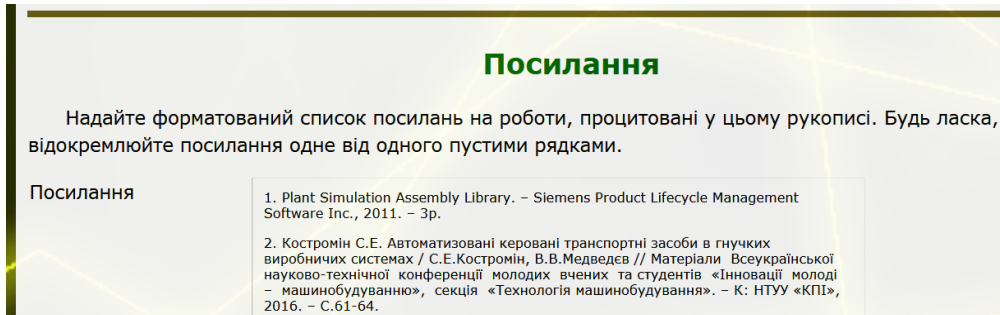 Посилання
Надайте форматований список посилань на роботи, процитовані у цьому рукописі. Будь ласка,
відокремлюйте посилання одне від одного пустими рядками.
Посилання
1. Plant Simulation Assembly Library. – Siemens Product Lifecycle Management
Software Inc., 2011. – 3p.
2. Костромін С.Е. Автоматизовані керовані транспортні засоби в гнучких
виробничих системах / С.Е.Костромін, В.В.Медведєв // Матеріали Всеукраїнської
науково-технічної конференції молодих вчених та студентів «Інновації молоді
– машинобудуванню», секція «Технологія машинобудування». – К: НТУУ «КПІ»,
2016. – С.61-64.